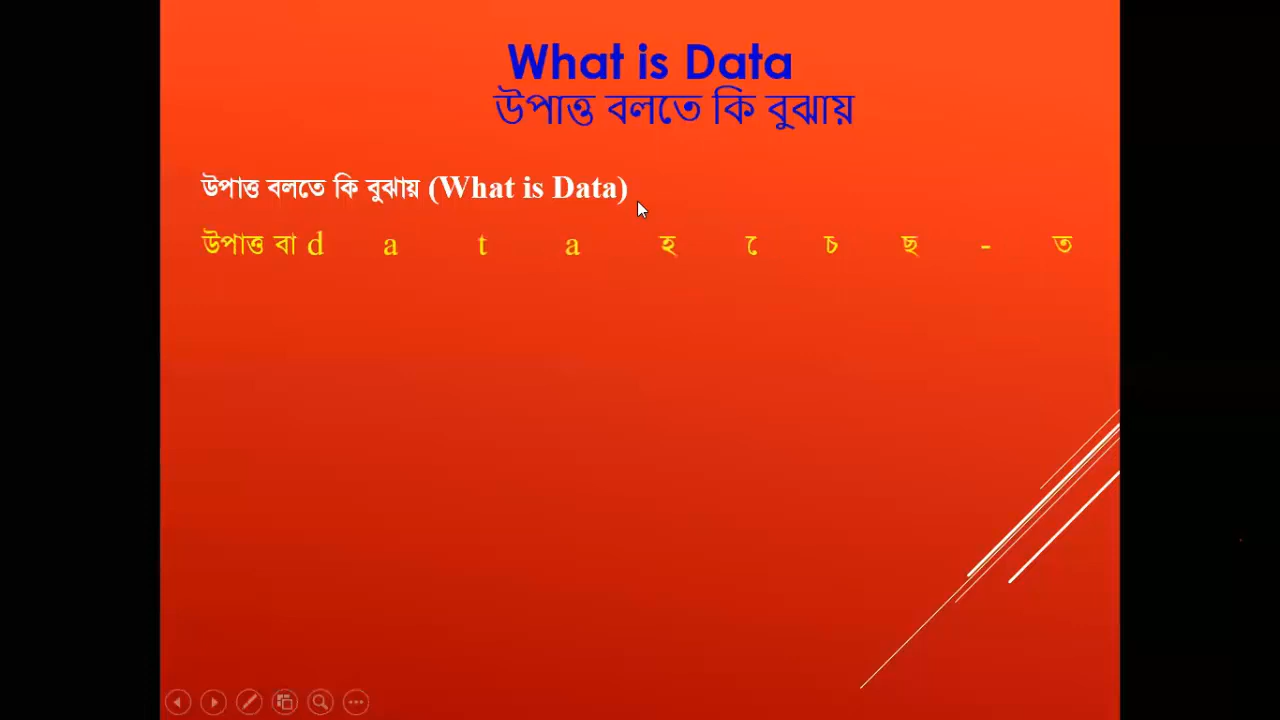 What is Data
উপাত্ত বলতে কি বুঝায়
উপাত্ত বলতে কি বুঝায় (What is Data)
উপাত্ত বা d a t a হ ে চ ছ - ত